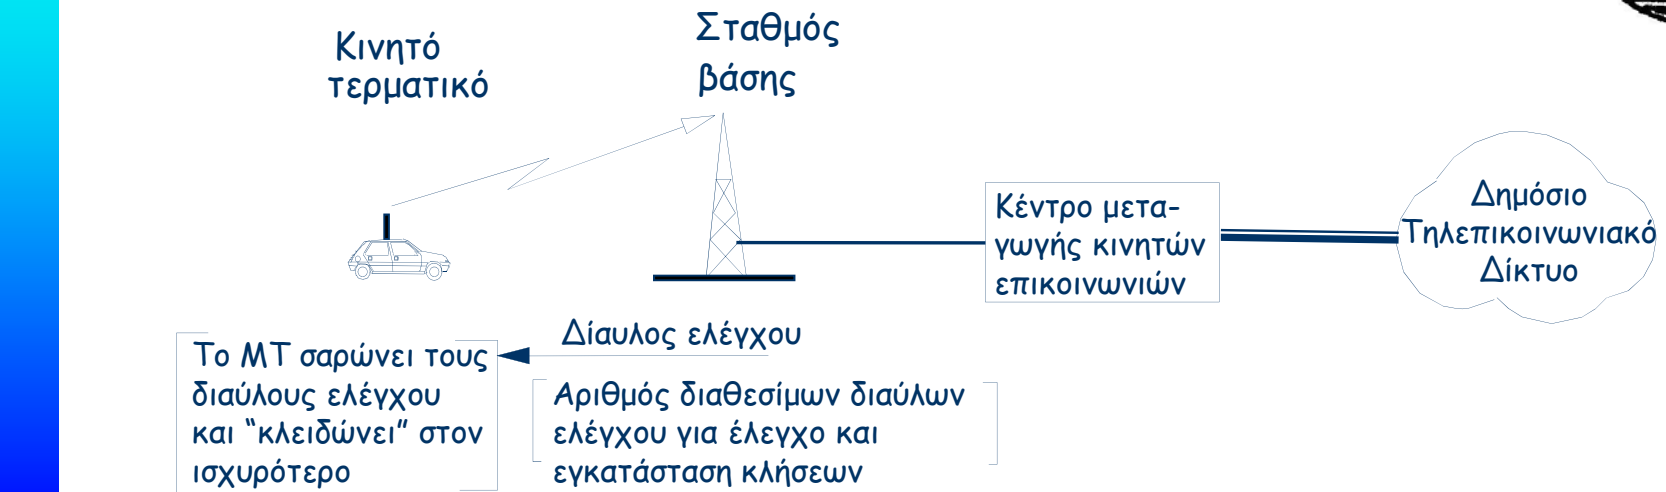 Κινητό
τερματικό
Σταθμός
βάσης
Κέντρο μετα-
γωγής κινητών
επικοινωνιών
Δημόσιο
Τηλεπικοινωνιακό
Δίκτυο
Δίαυλος ελέγχου
Το ΜΤ σαρώνει τους
διαύλους ελέγχου
και “κλειδώνει” στον
ισχυρότερο
Αριθμός διαθεσίμων διαύλων
ελέγχου για έλεγχο και
εγκατάσταση κλήσεων